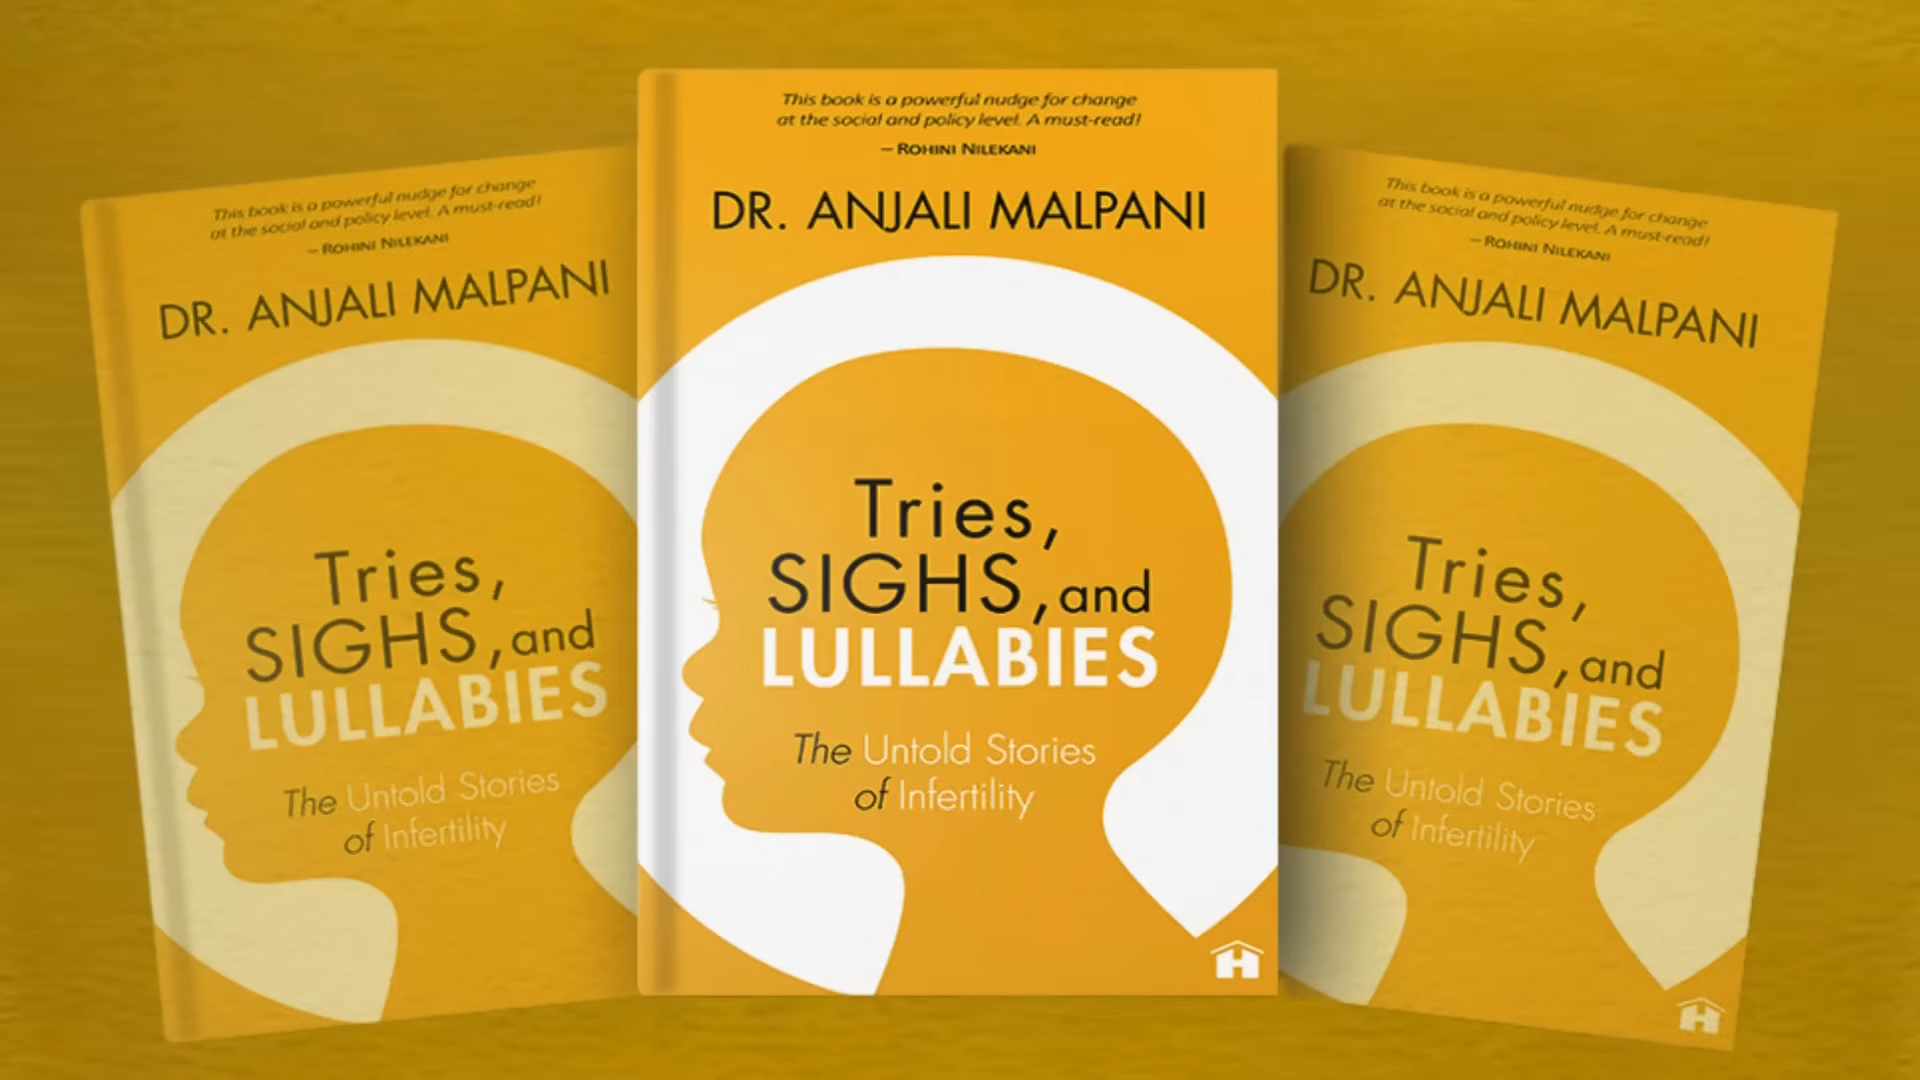 This book is a powerful nudge for change
at the social and policy level. A must-read!
– ROHINI NILEKANI
DR. ANJALI MALPANI
Tries,
SIGHS, and
LULLABIES
The Untold Stories
of Infertility
H
This book is a powerful nudge for change
at the social and policy level. A must-read!
– ROHINI NILEKANI
DR. ANJALI MALPANI
Tries,
SIGHS, and
LULLABIES
The Untold Stories
of Infertility
This book is a powerful nudge for change
at the social and policy level. A must-read!
– ROHINI NILEKANI
DR. ANJALI MALPANI
Tries,
SIGHS, and
LULLABIES
The Untold Stories
of Infertility
H